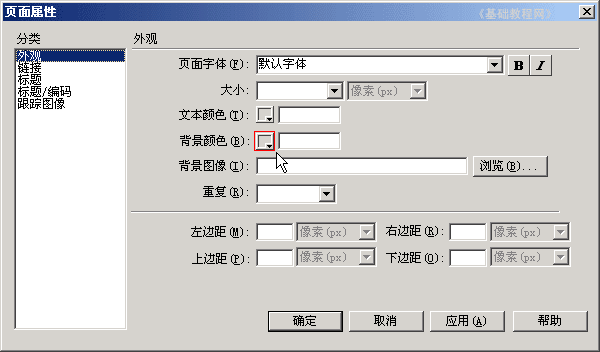 页面属性 《基础教程网》
分类
外观
链接
标题
标题/编码
跟踪图像
外观
页面字体(F): 默认字体 B I
大小: 像素(px)
文本颜色(T):
背景颜色(B):
背景图像(I): 浏览(B)...
重复(R):
左边距(M): 像素(px) 右边距(R): 像素(px)
上边距(P): 像素(px) 下边距(O): 像素(px)
确定 取消 应用(A) 帮助